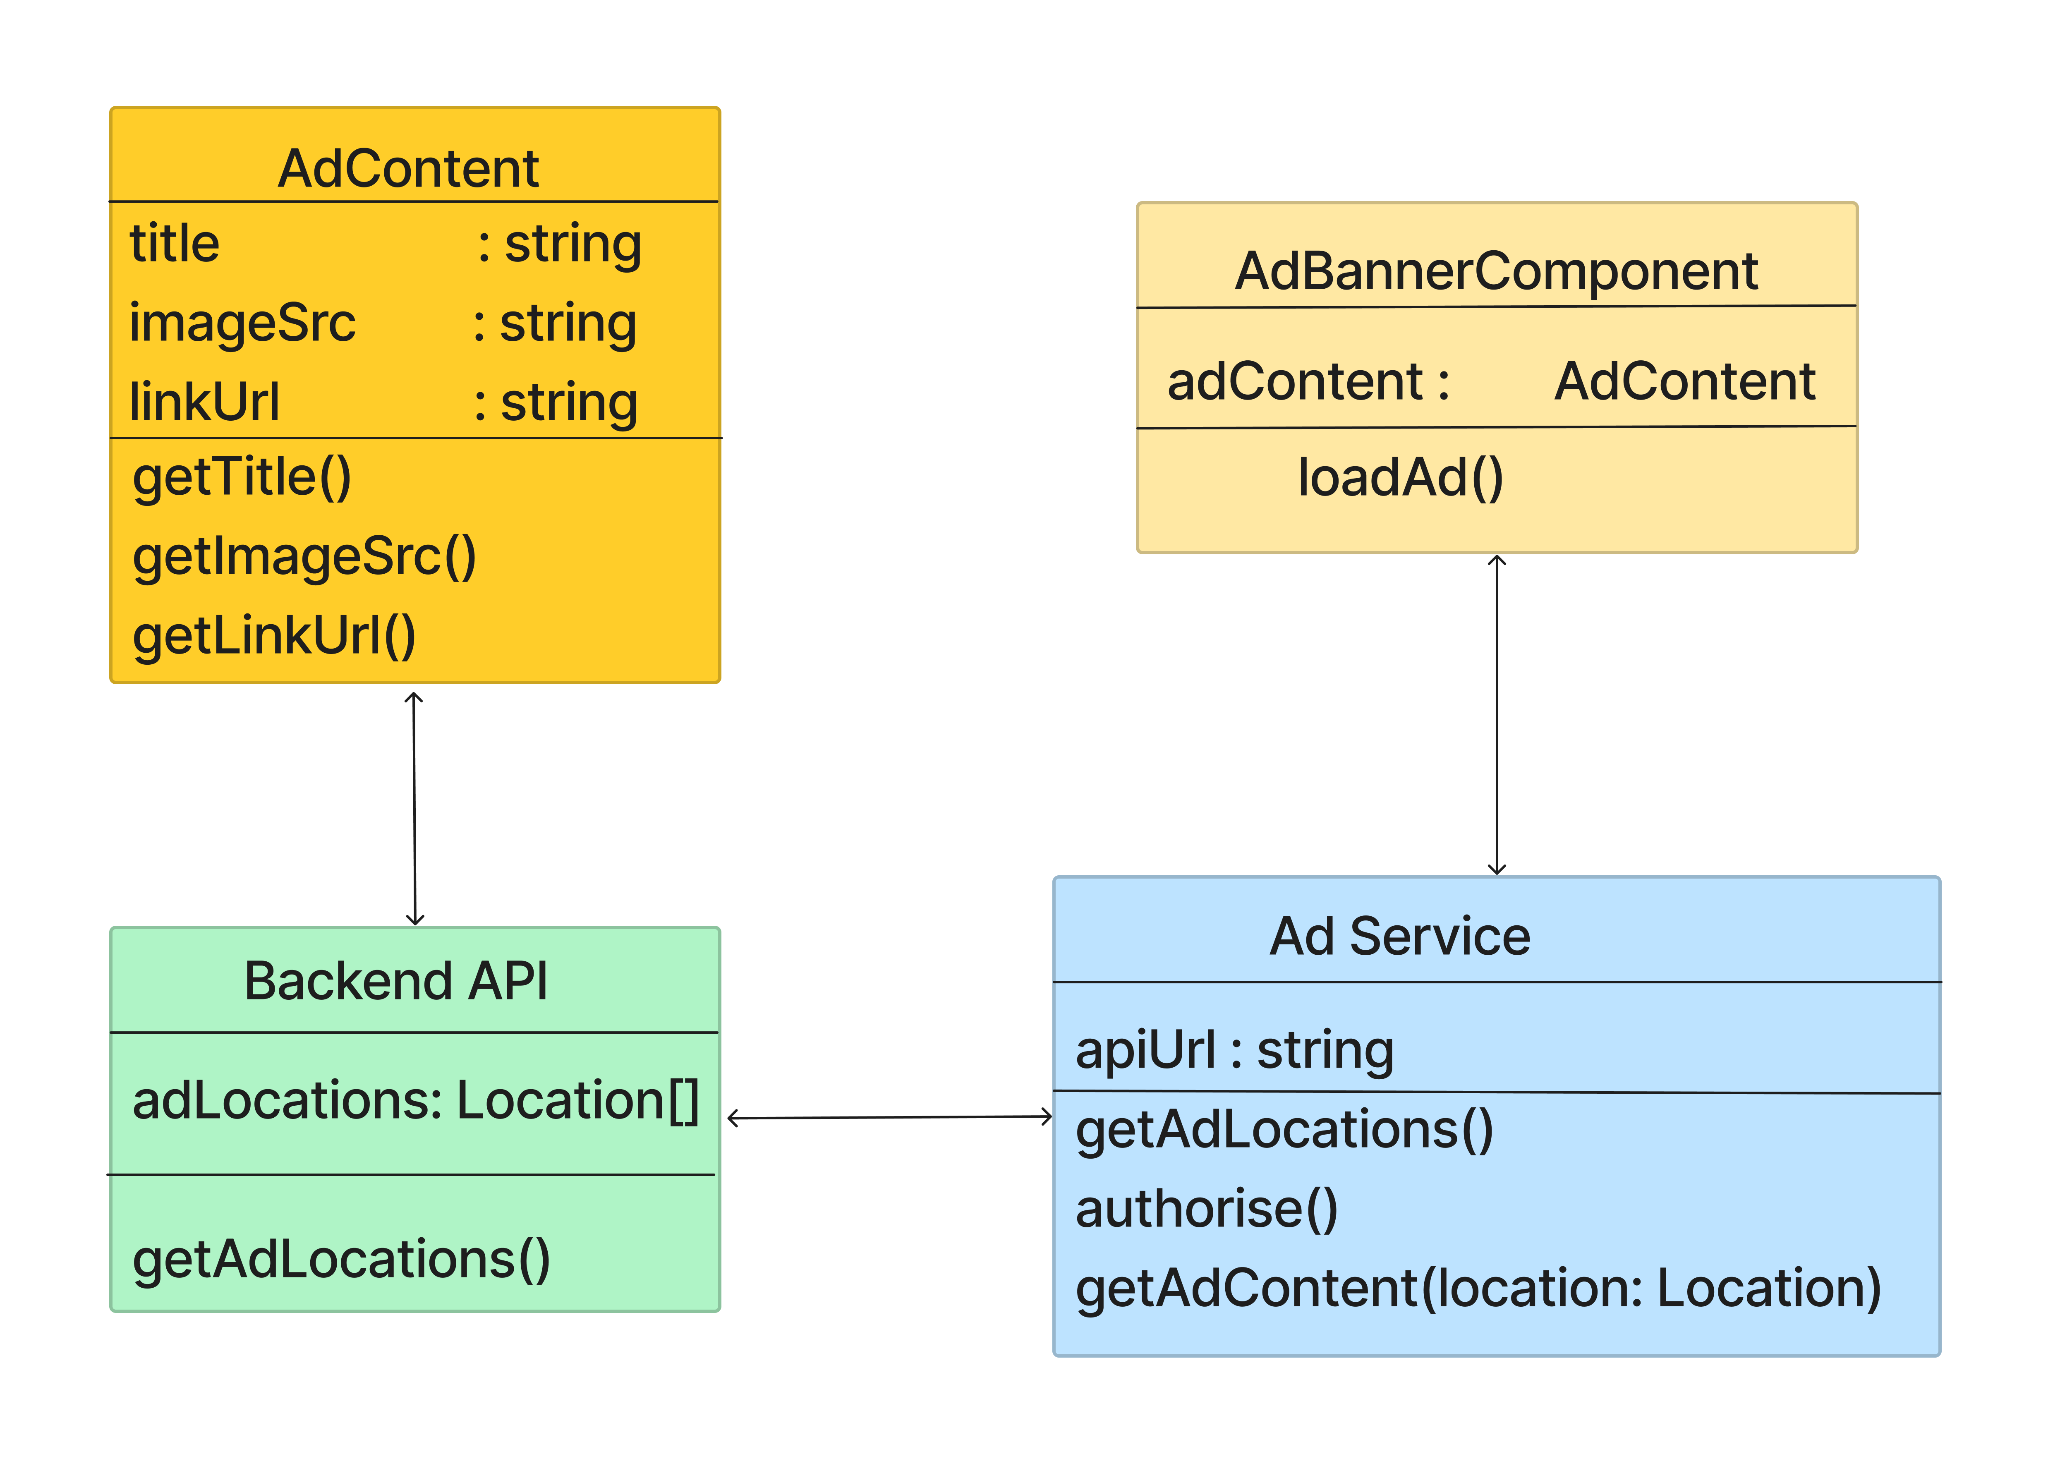 AdContent
title : string
imageSrc : string
linkUrl : string
getTitle()
getImageSrc()
getLinkUrl()
AdBannerComponent
adContent : AdContent
loadAd()
Backend API
adLocations: Location[]
getAdLocations()
Ad Service
apiUrl : string
getAdLocations()
authorise()
getAdContent(location: Location)